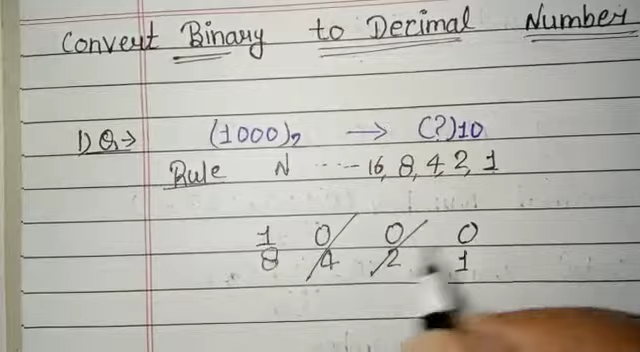 Convert Binary to Decimal Number
1) Q→ (1000)₂ → (?)10
Rule N ---- 16, 8, 4, 2, 1
1 0 0 0
8 4 2 1